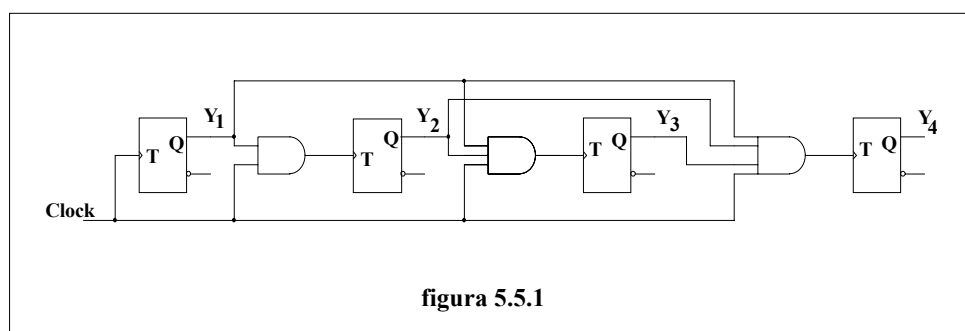 Y1 Y2 Y3 Y4
T Q T Q T Q T Q
Clock
figura 5.5.1